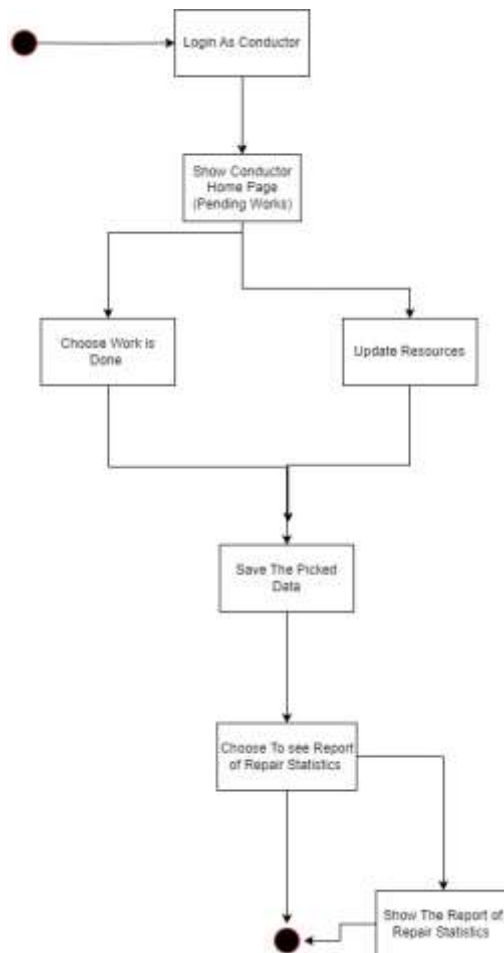 Login As Conductor
Show Conductor
Home Page
(Pending Works)
Choose Work is
Done
Update Resources
Save The Picked
Data
Choose To see Report
of Repair Statistics
Show The Report of
Repair Statistics